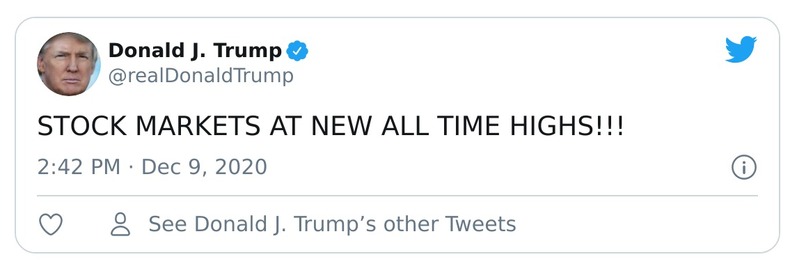 Donald J. Trump
@realDonaldTrump
STOCK MARKETS AT NEW ALL TIME HIGHS!!!
2:42 PM · Dec 9, 2020
See Donald J. Trump’s other Tweets